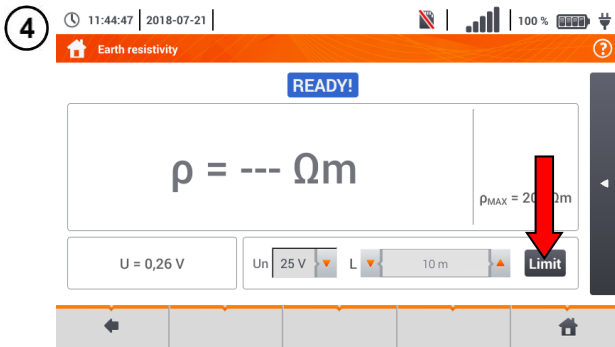 4
11:44:47 2018-07-21 100 %
Earth resistivity ?
READY!
ρ = --- Ωm
ρMAX = 20 Ωm
U = 0,26 V Un 25 V L 10 m Limit